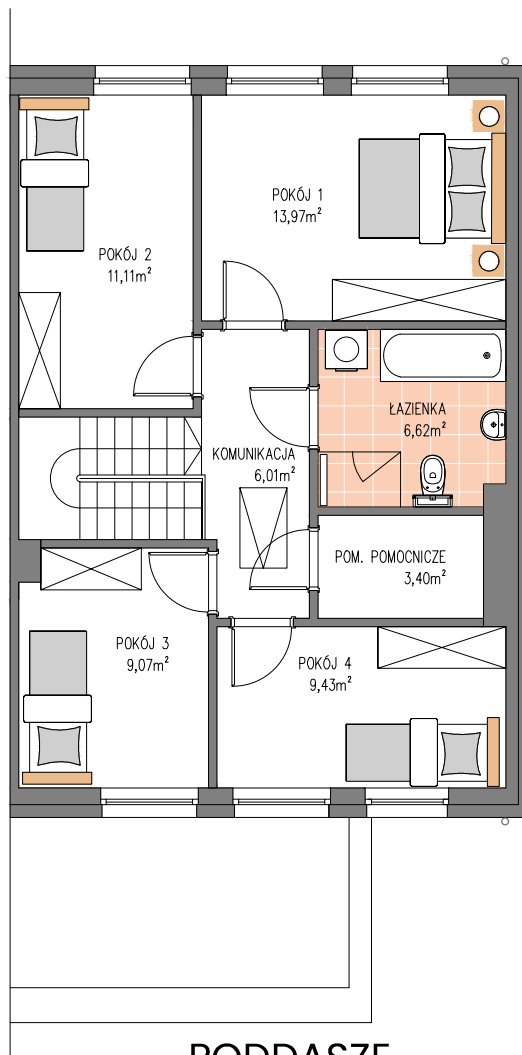 POKÓJ 1
13,97m²
POKÓJ 2
11,11m²
ŁAZIENKA
6,62m²
KOMUNIKACJA
6,01m²
POM. POMOCNICZE
3,40m²
POKÓJ 3
9,07m²
POKÓJ 4
9,43m²
PODDASZE